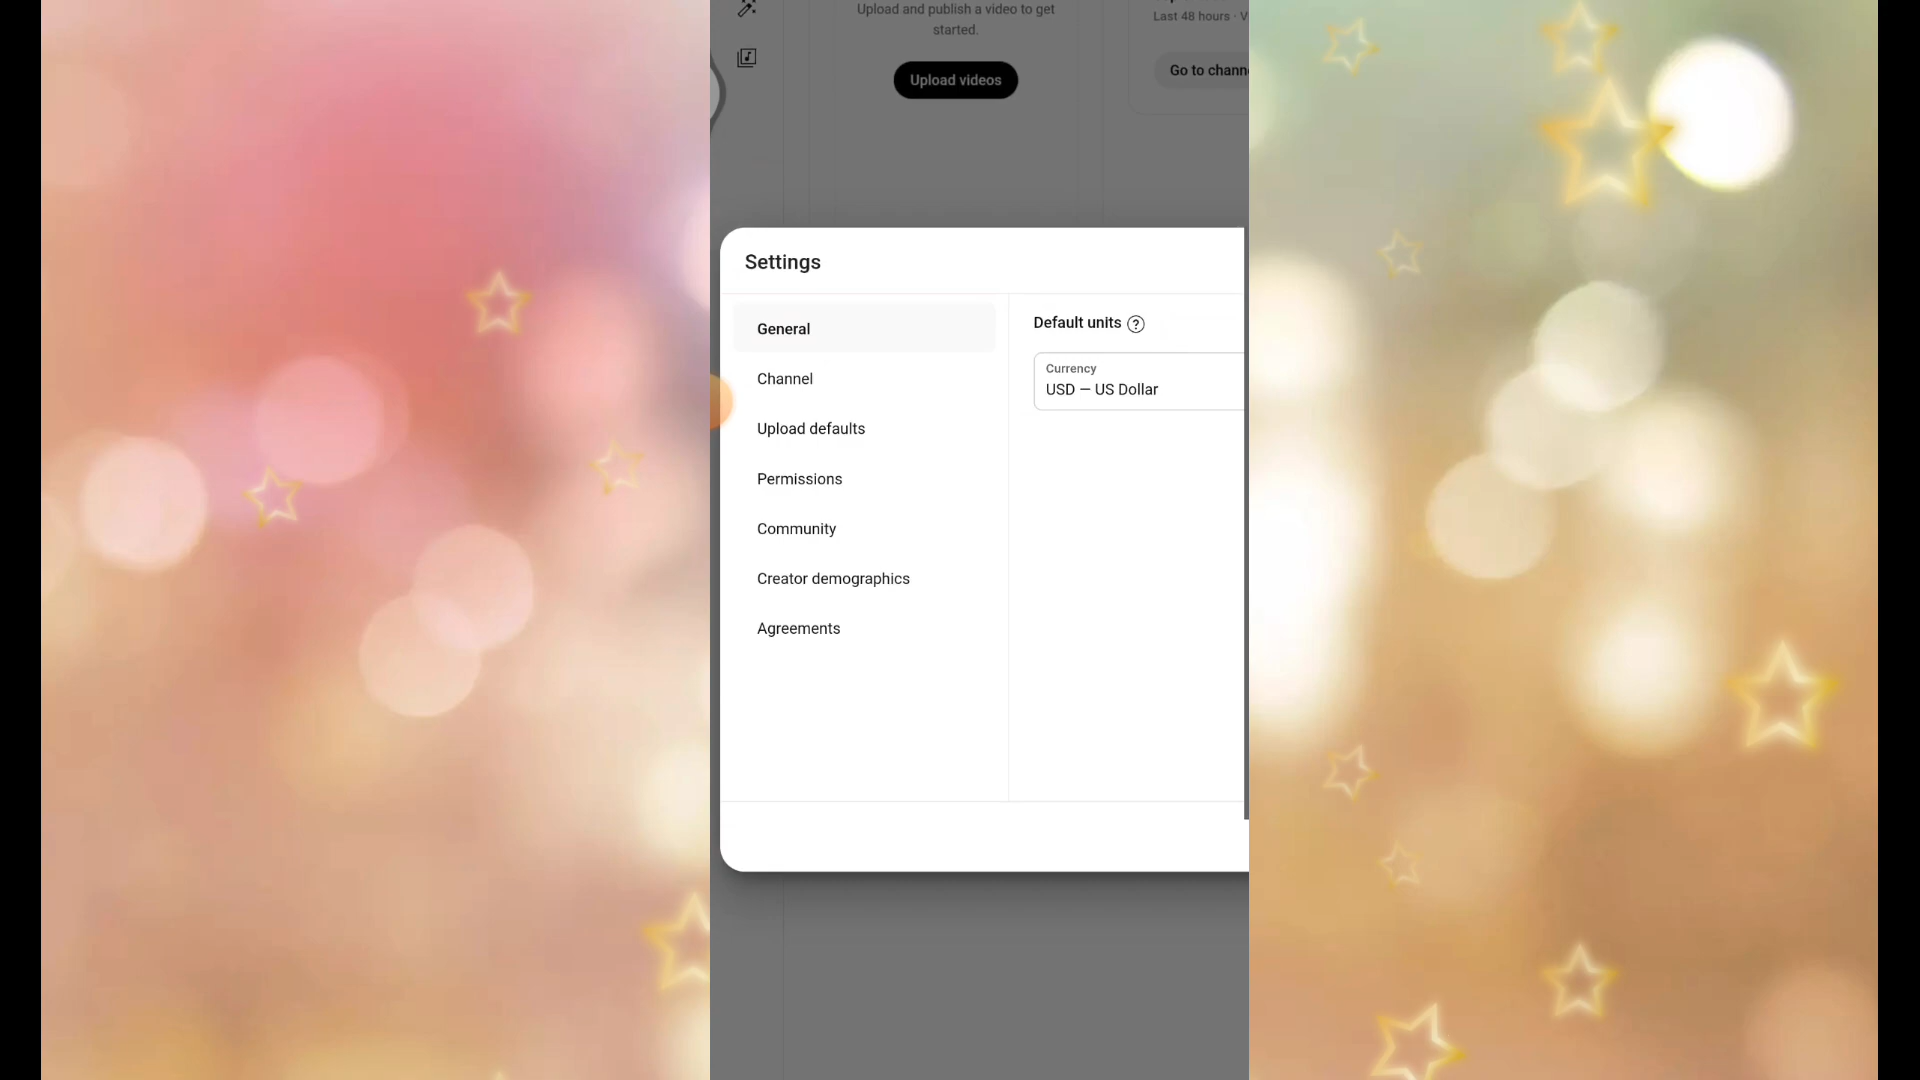 Upload and publish a video to get
started.
Upload videos
Last 48 hours · V
Go to chann
Settings
General
Channel
Upload defaults
Permissions
Community
Creator demographics
Agreements
Default units
Currency
USD — US Dollar